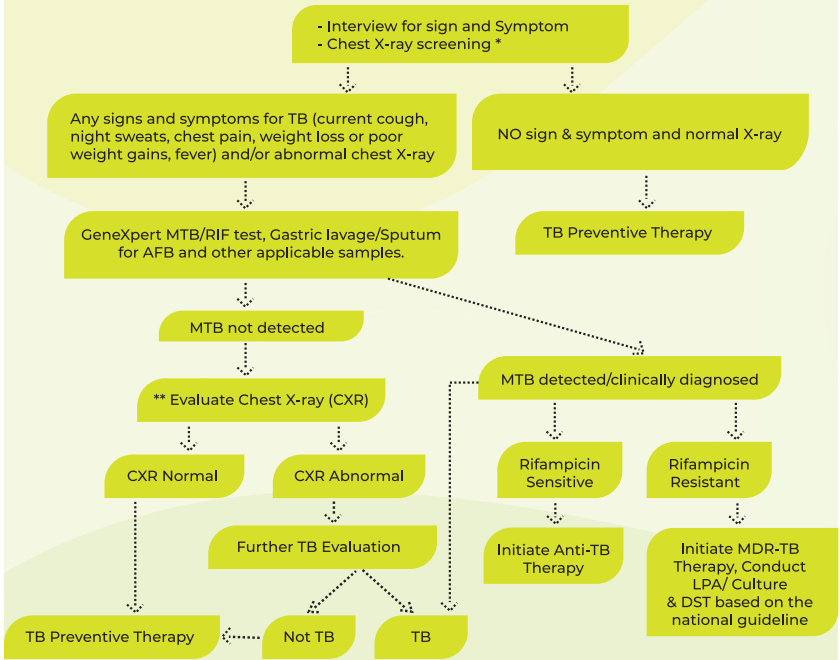 - Interview for sign and Symptom
- Chest X-ray screening *
Any signs and symptoms for TB (current cough,
night sweats, chest pain, weight loss or poor
weight gains, fever) and/or abnormal chest X-ray
NO sign & symptom and normal X-ray
GeneXpert MTB/RIF test, Gastric lavage/Sputum
for AFB and other applicable samples.
TB Preventive Therapy
MTB not detected
MTB detected/clinically diagnosed
** Evaluate Chest X-ray (CXR)
CXR Normal
CXR Abnormal
Rifampicin
Sensitive
Rifampicin
Resistant
Further TB Evaluation
Initiate Anti-TB
Therapy
Initiate MDR-TB
Therapy, Conduct
LPA/ Culture
& DST based on the
national guideline
TB Preventive Therapy
Not TB
TB